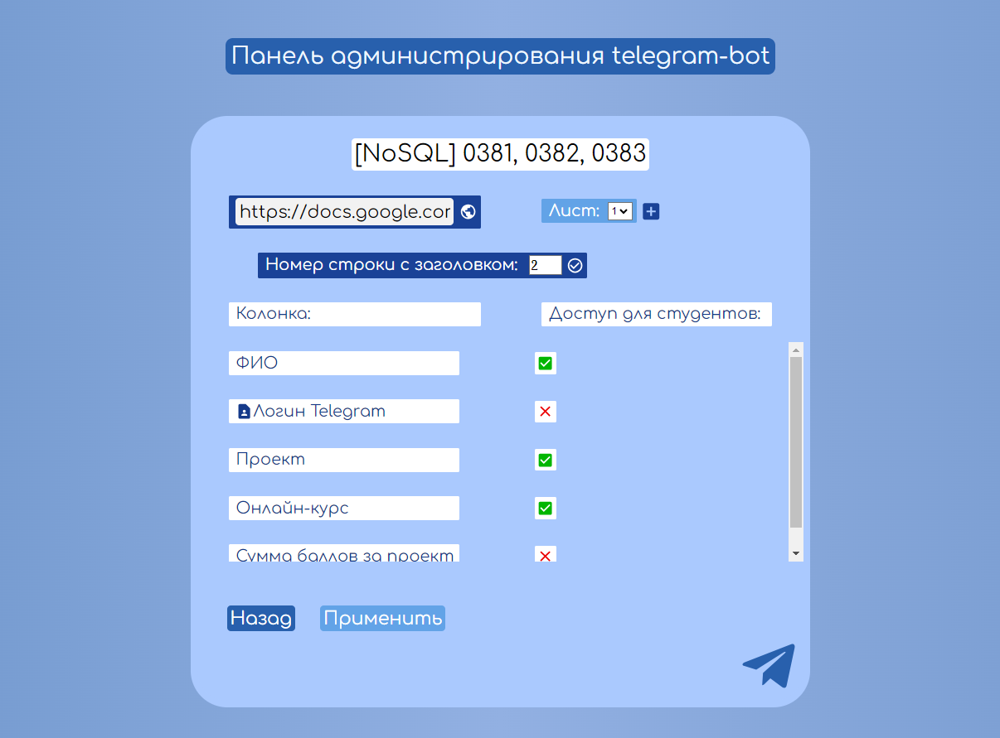 Панель администрирования telegram-bot
[NoSQL] 0381, 0382, 0383
https://docs.google.cor
Лист: 1
Номер строки с заголовком: 2
Колонка: Доступ для студентов:
ФИО
Логин Telegram
Проект
Онлайн-курс
Сумма баллов за проект
Назад Применить